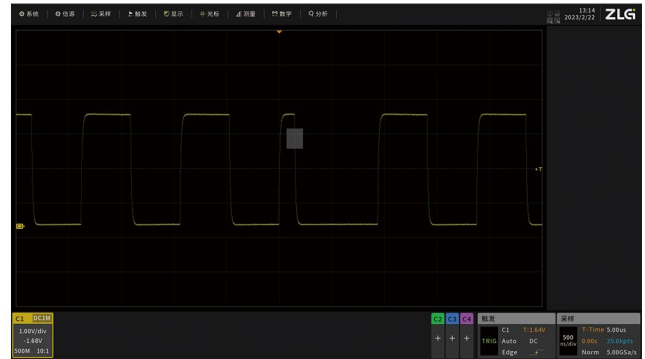 系统 信源 采样 触发 显示 光标 测量 数学 分析
13:14
2023/2/22
ZLG
T
C1 DC1M
1.00V/div
-1.68V
500M 10:1
C2 C3 C4
+ + +
触发
C1 T:1.64V
TRIG Auto DC
Edge
采样
T-Time 5.00us
500 ns/div 0.00s 25.0kpts
Norm 5.00GSa/s